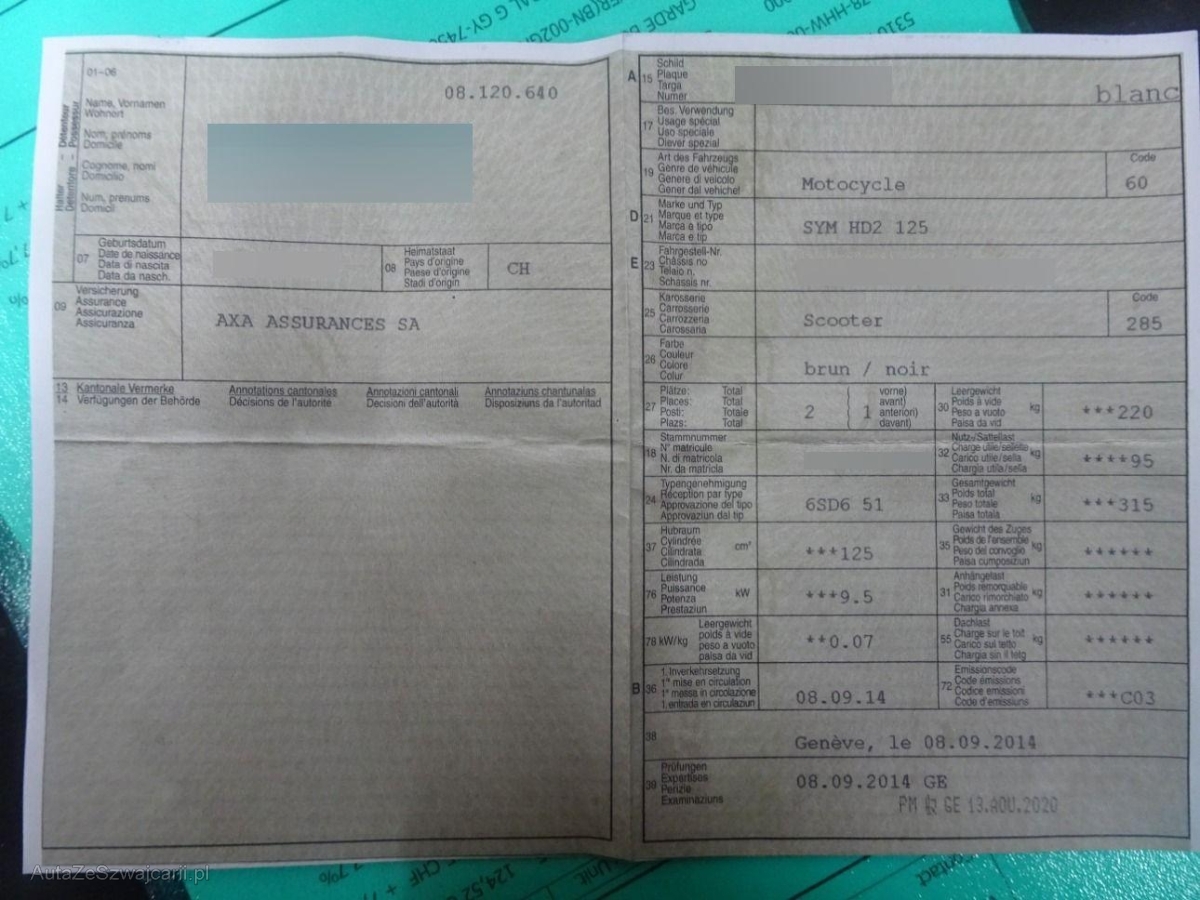 01-06
08.120.640
Halter - Détenteur
Detentore - Possessur
Name, Vornamen
Wohnort
Nom, prénoms
Domicile
Cognome, nomi
Domicilio
Num, prenums
Domicil
07
Geburtsdatum
Date de naissance
Data di nascita
Data da nasch.
08
Heimatstaat
Pays d'origine
Paese d'origine
Stadi d'origin
CH
09
Versicherung
Assurance
Assicurazione
Assicuranza
AXA ASSURANCES SA
13 Kantonale Vermerke Annotations cantonales Annotazioni cantonali Annotaziuns chantunalas
14 Verfügungen der Behörde Décisions de l'autorité Decisioni dell'autorità Disposiziuns da l'autoritad
A 15
Schild
Plaque
Targa
Numer
blanc
17
Bes. Verwendung
Usage spécial
Uso speciale
Diever spezial
19
Art des Fahrzeugs
Genre de véhicule
Genere di veicolo
Gener dal vehichel
Motocycle
Code
60
D 21
Marke und Typ
Marque et type
Marca e tipo
Marca e tip
SYM HD2 125
E 23
Fahrgestell-Nr.
Châssis no
Telaio n.
Schassis nr.
25
Karosserie
Carrosserie
Carrozzeria
Carossaria
Scooter
Code
285
26
Farbe
Couleur
Colore
Colur
brun / noir
27
Plätze: Total
Places: Total
Posti: Totale
Plazs: Total
2
1
vorne)
avant)
anteriori)
davant)
30
Leergewicht
Poids à vide
Peso a vuoto
Paisa da vid
kg
***220
18
Stammnummer
N° matricule
N. di matricola
Nr. da matricla
32
Nutz-/Sattellast
Charge utile/sellette
Carico utile/sella
Chargia utila/sella
kg
****95
24
Typengenehmigung
Réception par type
Approvazione del tipo
Approvaziun dal tip
6SD6 51
33
Gesamtgewicht
Poids total
Peso totale
Paisa totala
kg
***315
37
Hubraum
Cylindrée
Cilindrata
Cilindrada
cm³
***125
35
Gewicht des Zuges
Poids de l'ensemble
Peso del convoglio
Paisa cumposiziun
kg
******
76
Leistung
Puissance
Potenza
Prestaziun
kW
***9.5
31
Anhängelast
Poids remorquable
Carico rimorchiato
Chargia annexa
kg
******
78 kW/kg
Leergewicht
poids à vide
peso a vuoto
paisa da vid
**0.07
55
Dachlast
Charge sur le toit
Carico sul tetto
Chargia sin il tetg
kg
******
B 36
1. Inverkehrsetzung
1re mise en circulation
1a messa in circolazione
1. entrada en circulaziun
08.09.14
72
Emissionscode
Code émissions
Codice emissioni
Code d'emissiuns
***C03
38
Genève, le 08.09.2014
39
Prüfungen
Expertises
Perizie
Examinaziuns
08.09.2014 GE
GE 13.AOU.2020
AutaZeSzwajcarii.pl
124,52
CHF +
7.7%
Unit.
Contact